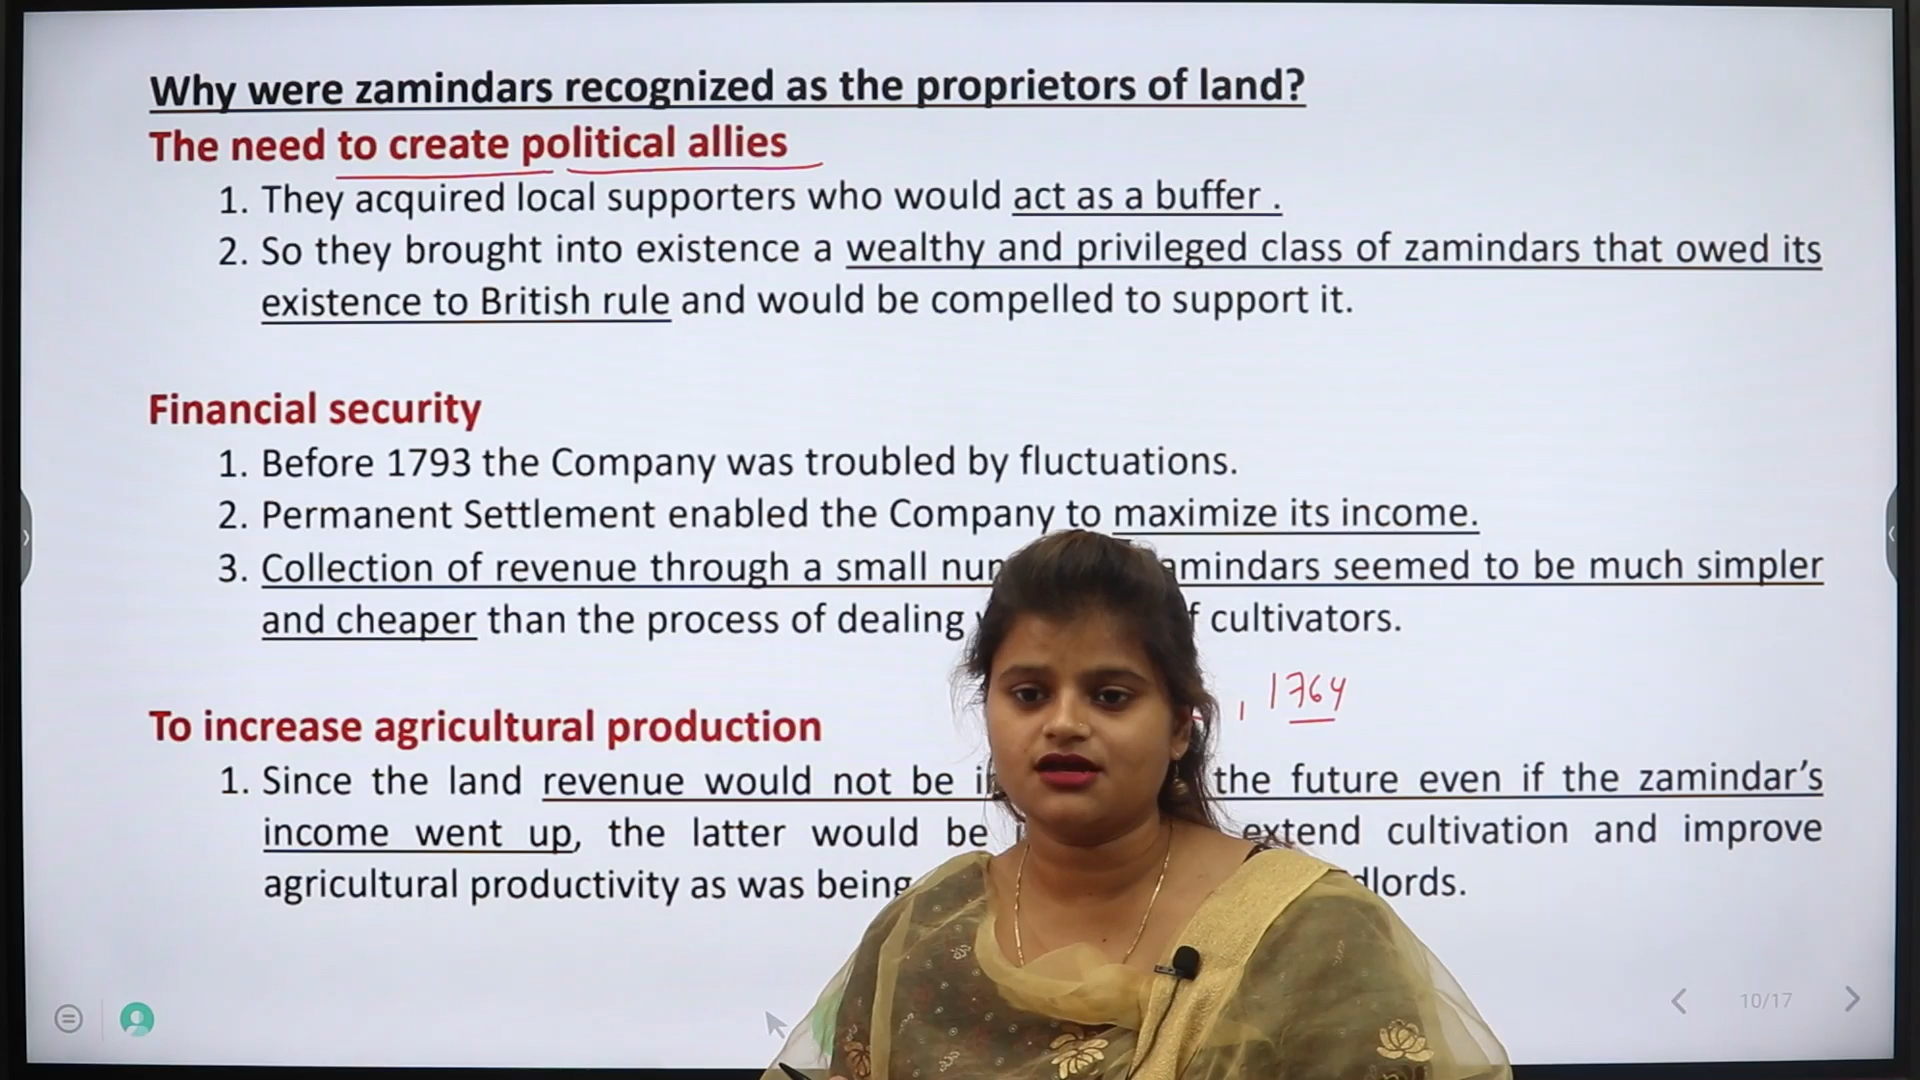 Why were zamindars recognized as the proprietors of land?
The need to create political allies
1. They acquired local supporters who would act as a buffer .
2. So they brought into existence a wealthy and privileged class of zamindars that owed its
existence to British rule and would be compelled to support it.
Financial security
1. Before 1793 the Company was troubled by fluctuations.
2. Permanent Settlement enabled the Company to maximize its income.
3. Collection of revenue through a small seemed to be much simpler
and cheaper than the process of dealing cultivators.
, 1764
To increase agricultural production
1. Since the land revenue would not be the future even if the zamindar's
income went up, the latter would be extend cultivation and improve
agricultural productivity as was being
10/17